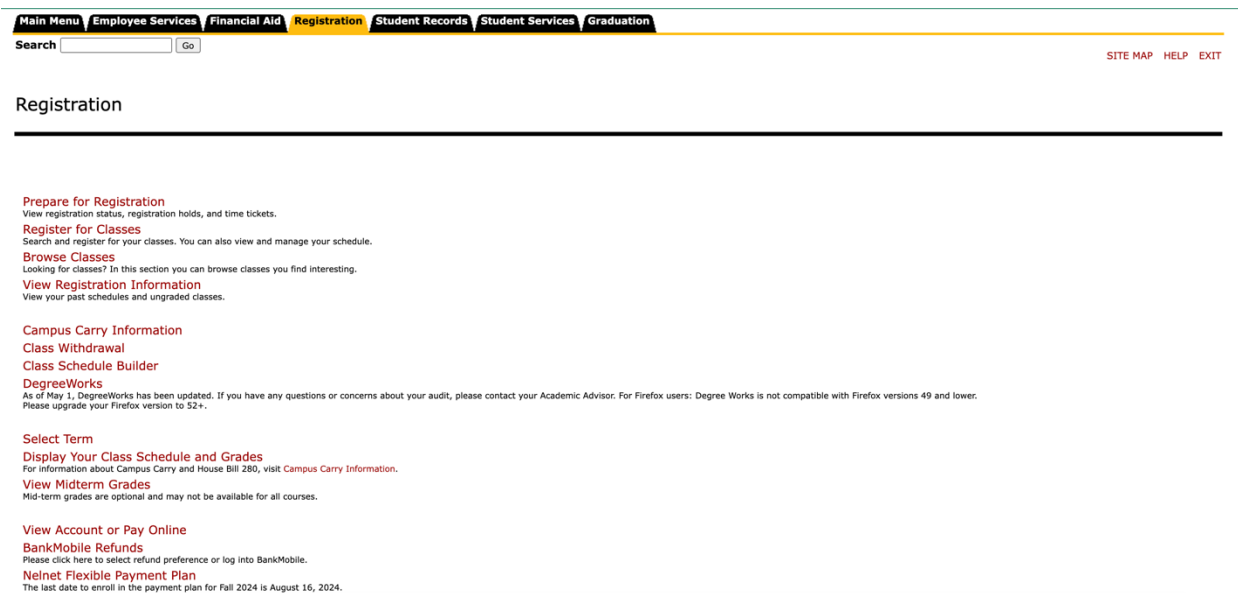 Main Menu Employee Services Financial Aid Registration Student Records Student Services Graduation
Search Go
SITE MAP HELP EXIT
Registration
Prepare for Registration
View registration status, registration holds, and time tickets.
Register for Classes
Search and register for your classes. You can also view and manage your schedule.
Browse Classes
Looking for classes? In this section you can browse classes you find interesting.
View Registration Information
View your past schedules and ungraded classes.
Campus Carry Information
Class Withdrawal
Class Schedule Builder
DegreeWorks
As of May 1, DegreeWorks has been updated. If you have any questions or concerns about your audit, please contact your Academic Advisor. For Firefox users: Degree Works is not compatible with Firefox versions 49 and lower.
Please upgrade your Firefox version to 52+.
Select Term
Display Your Class Schedule and Grades
For information about Campus Carry and House Bill 280, visit Campus Carry Information.
View Midterm Grades
Mid-term grades are optional and may not be available for all courses.
View Account or Pay Online
BankMobile Refunds
Please click here to select refund preference or log into BankMobile.
Nelnet Flexible Payment Plan
The last date to enroll in the payment plan for Fall 2024 is August 16, 2024.